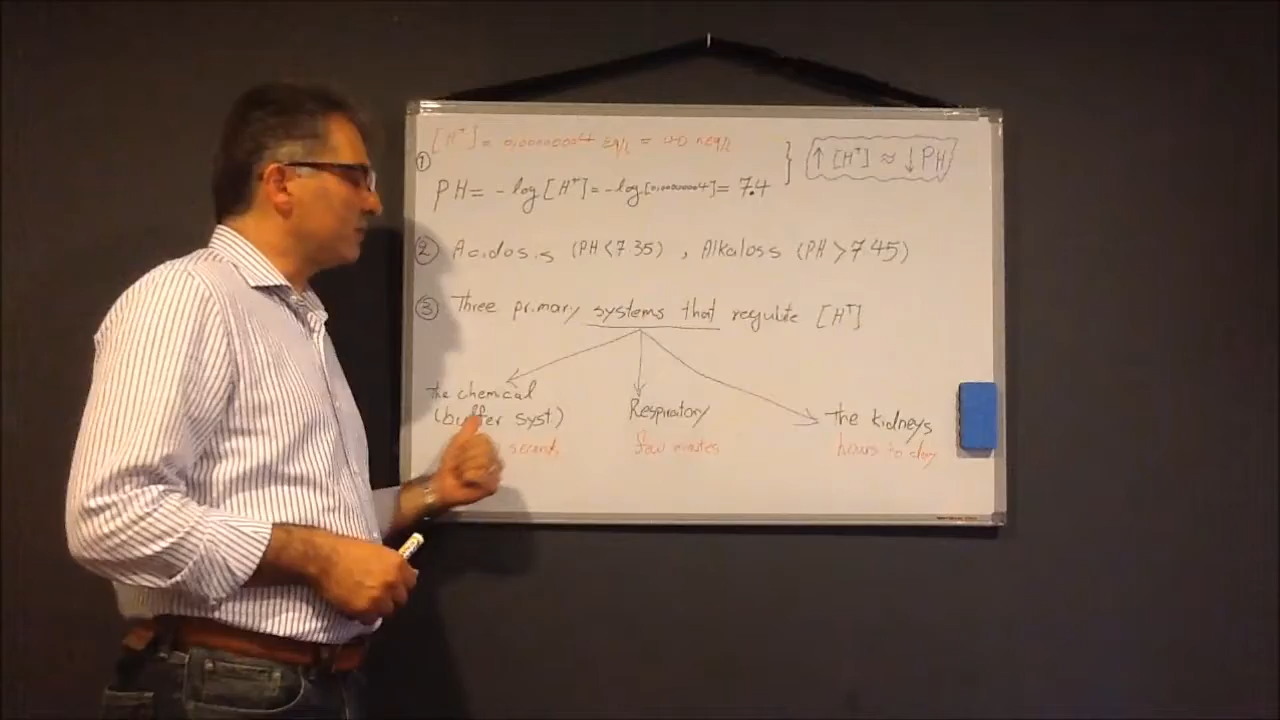 [H⁺] = 0.00000004 Eq/L = 40 nEq/L
①
PH = -log [H⁺] = -log [0.00000004] = 7.4
} ↑ [H⁺] ≈ ↓ PH
② Acidosis (PH < 7.35) , Alkaloss (PH > 7.45)
③ Three primary systems that regulate [H⁺]
the chemical
(buffer syst.)
seconds
Respiratory
few minutes
the kidneys
hours to day